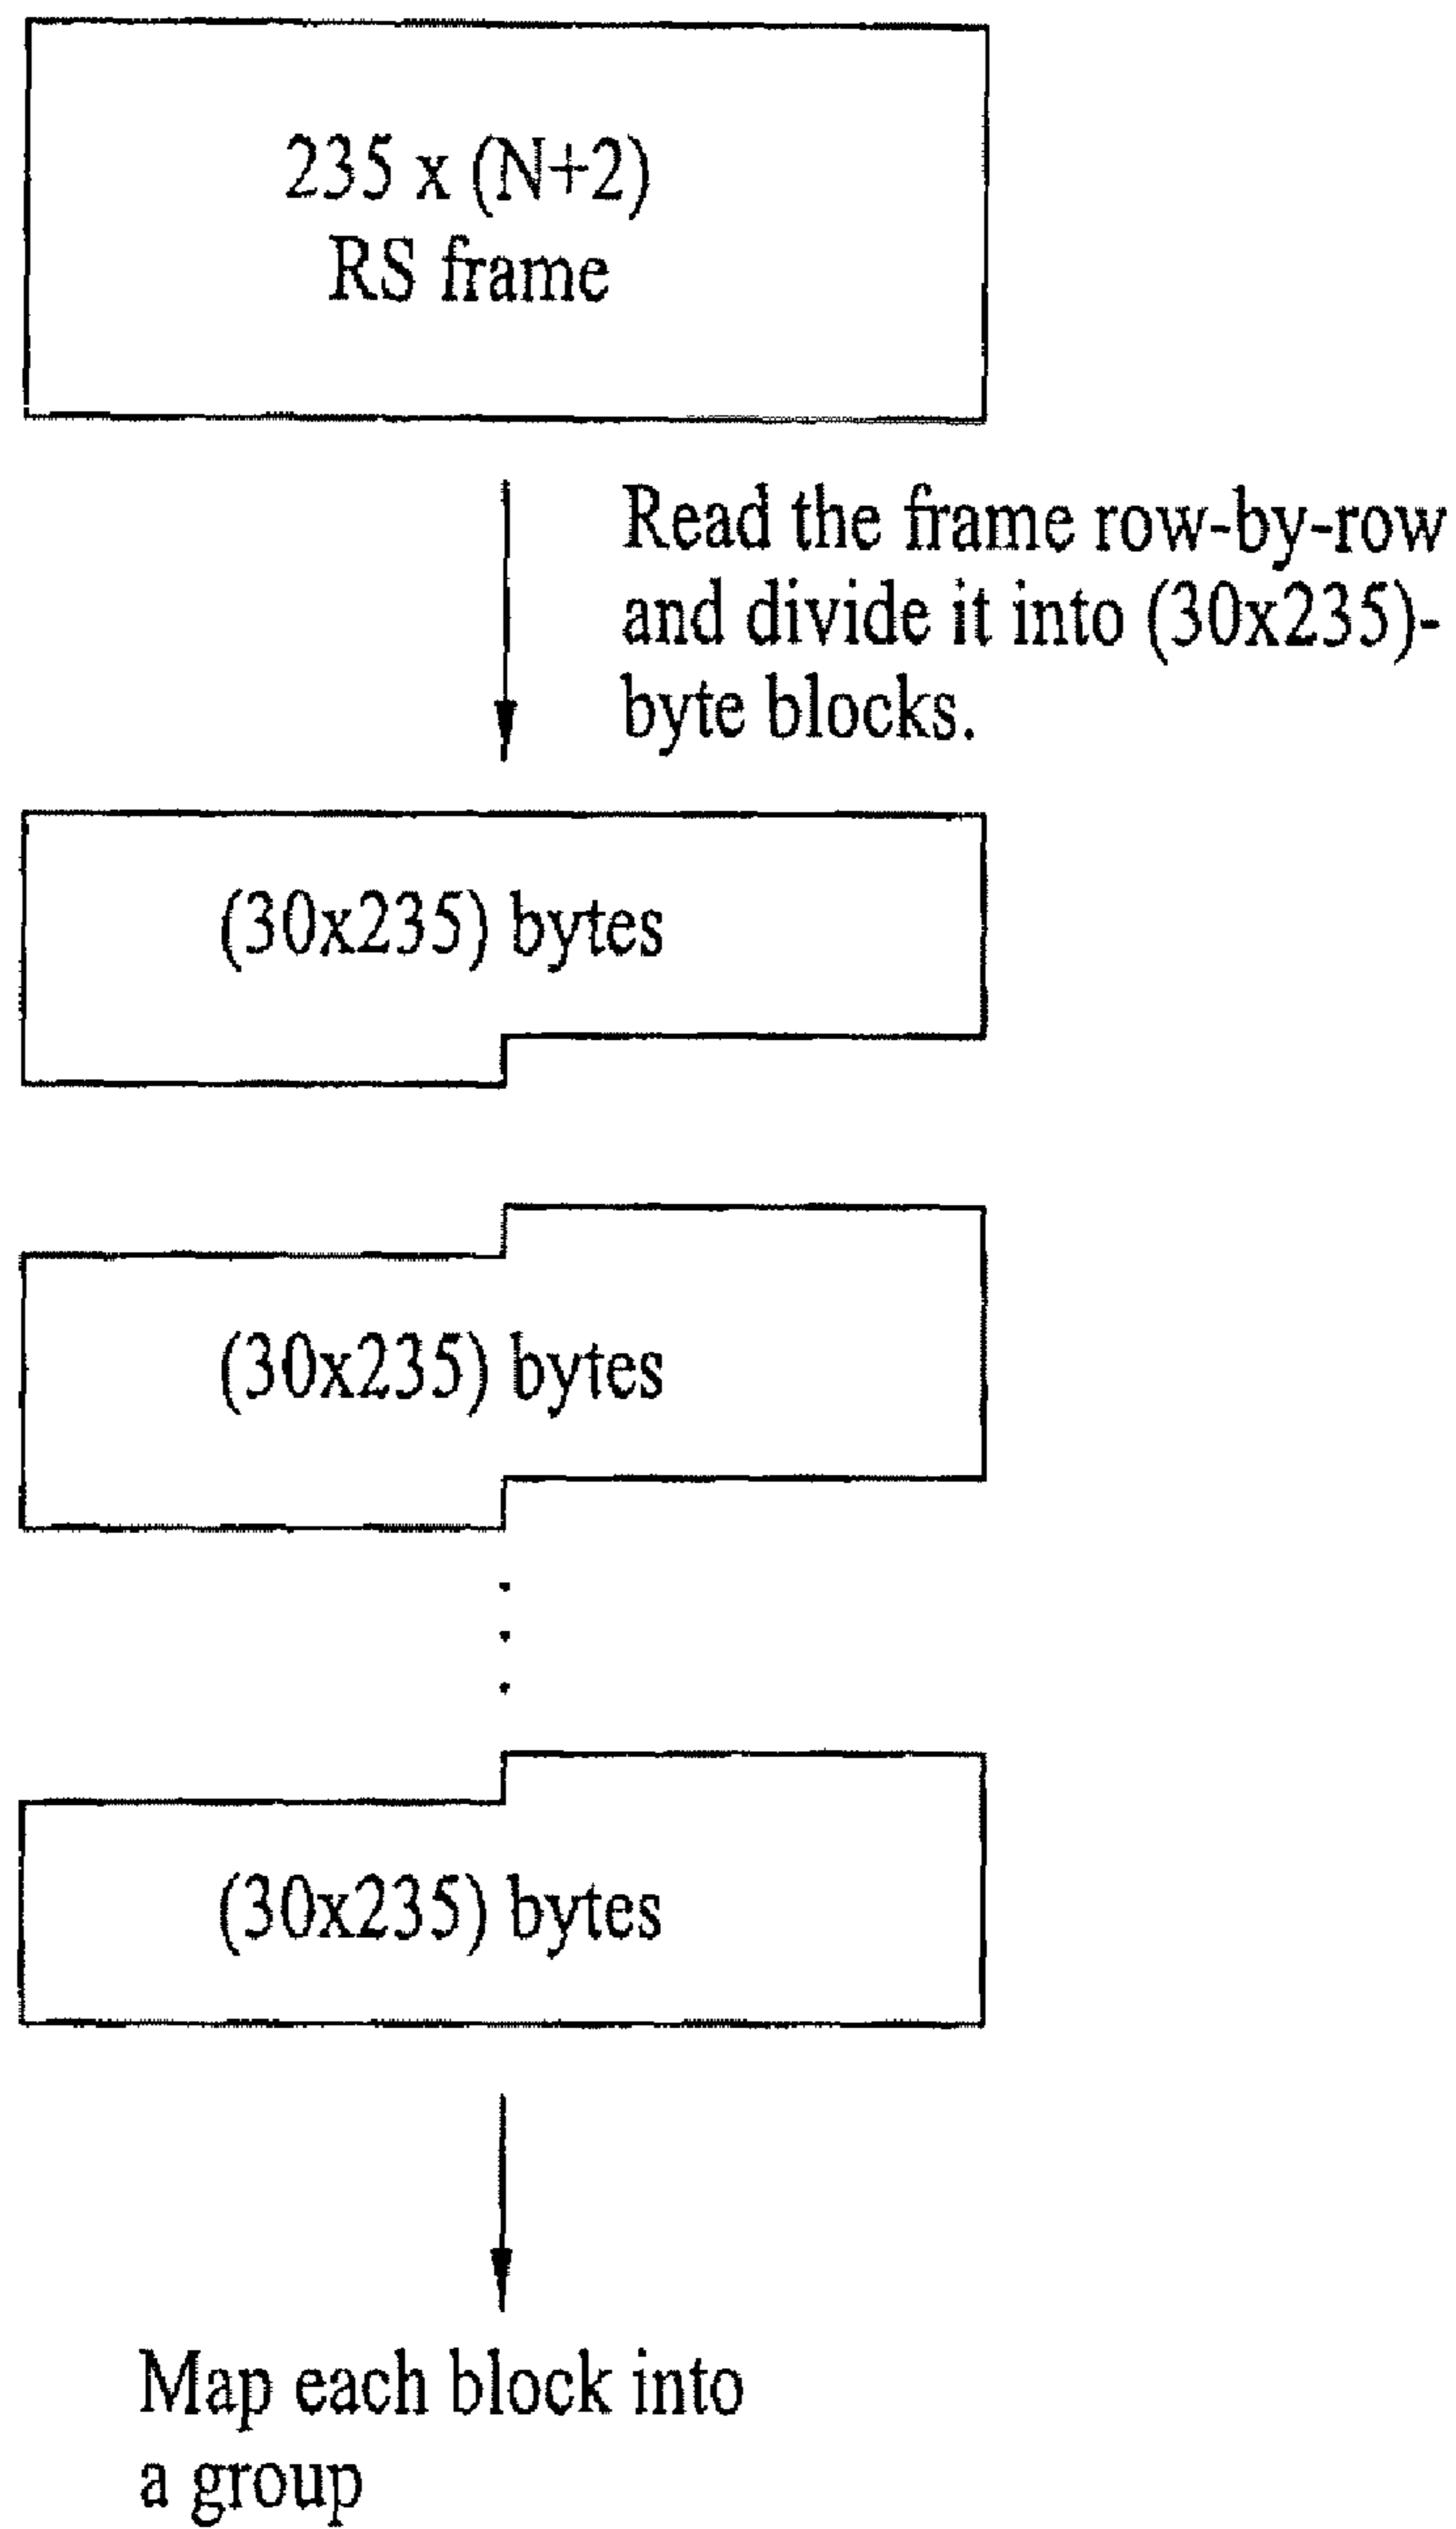 235 x (N+2)
RS frame
Read the frame row-by-row
and divide it into (30x235)-
byte blocks.
(30x235) bytes
(30x235) bytes
(30x235) bytes
Map each block into
a group